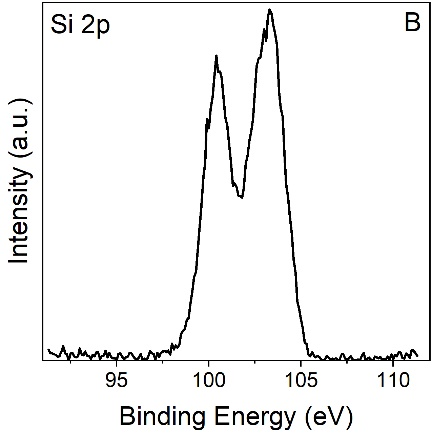 Si 2p
B
Intensity (a.u.)
95 100 105 110
Binding Energy (eV)